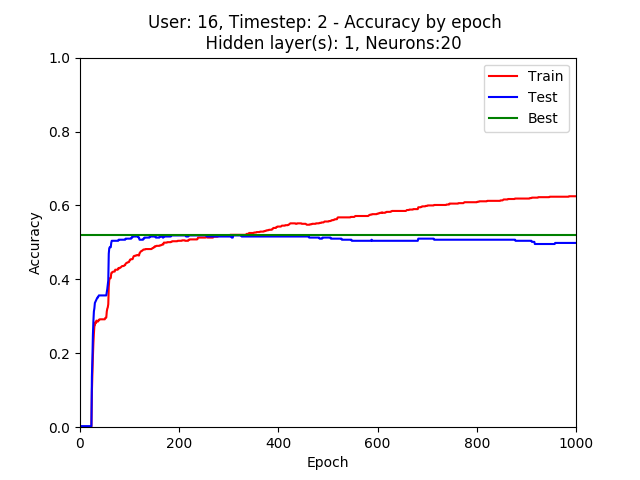 User: 16, Timestep: 2 - Accuracy by epoch
Hidden layer(s): 1, Neurons:20
1.0
0.8
0.6
0.4
0.2
0.0
Accuracy
Train
Test
Best
0 200 400 600 800 1000
Epoch